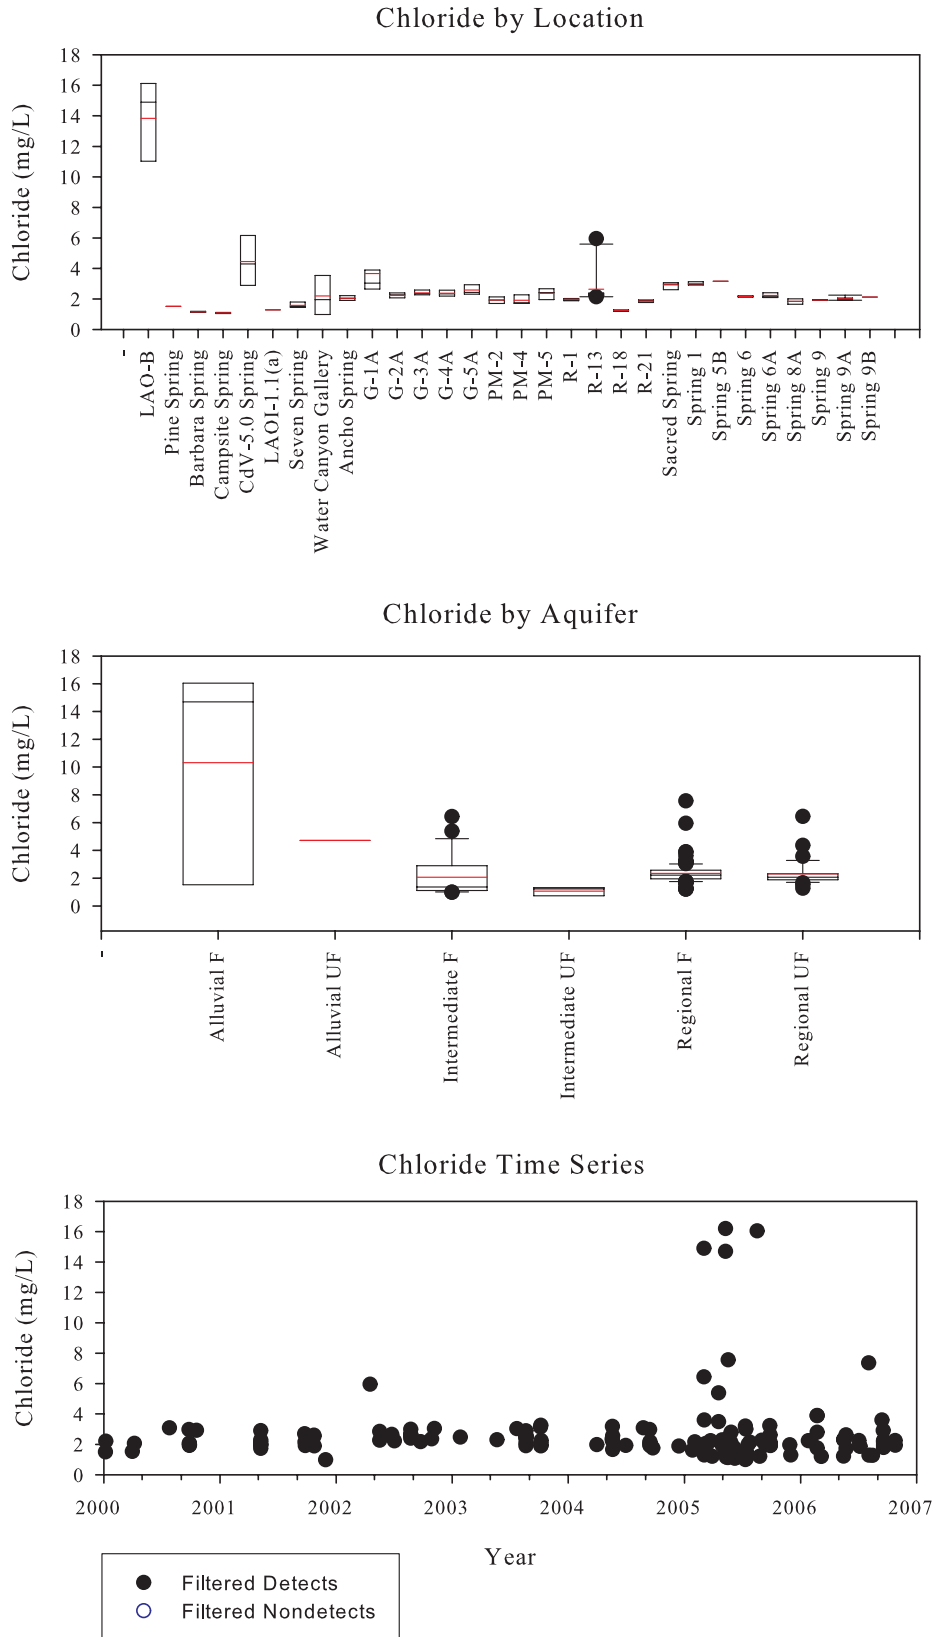 Chloride by Location
Chloride (mg/L)
18
16
14
12
10
8
6
4
2
0
-
LAO-B
Pine Spring
Barbara Spring
Campsite Spring
CdV-5.0 Spring
LAOI-1.1(a)
Seven Spring
Water Canyon Gallery
Ancho Spring
G-1A
G-2A
G-3A
G-4A
G-5A
PM-2
PM-4
PM-5
R-1
R-13
R-18
R-21
Sacred Spring
Spring 1
Spring 5B
Spring 6
Spring 6A
Spring 8A
Spring 9
Spring 9A
Spring 9B
Chloride by Aquifer
Chloride (mg/L)
18
16
14
12
10
8
6
4
2
0
-
Alluvial F
Alluvial UF
Intermediate F
Intermediate UF
Regional F
Regional UF
Chloride Time Series
Chloride (mg/L)
18
16
14
12
10
8
6
4
2
0
2000 2001 2002 2003 2004 2005 2006 2007
Year
Filtered Detects
Filtered Nondetects